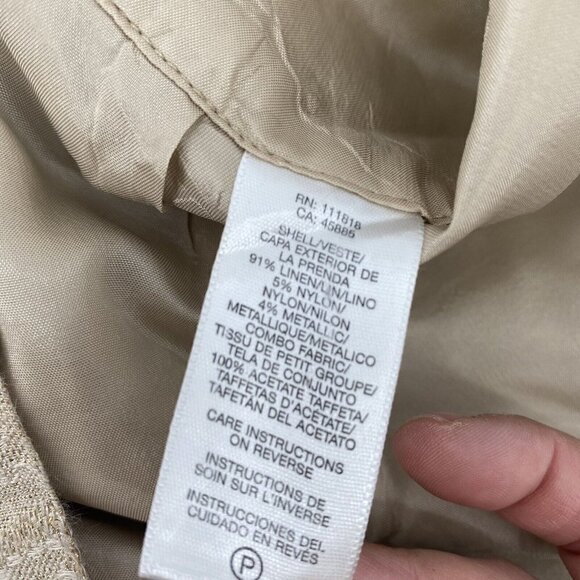 RN: 111818
CA: 45885
SHELL/VESTE/
CAPA EXTERIOR DE
LA PRENDA
91% LINEN/LIN/LINO
5% NYLON/
NYLON/NILON
4% METALLIC/
METALLIQUE/METALICO
COMBO FABRIC/
TISSU DE PETIT GROUPE/
TELA DE CONJUNTO
100% ACETATE TAFFETA/
TAFFETAS D'ACÉTATE/
TAFETAN DEL ACETATO
CARE INSTRUCTIONS
ON REVERSE
INSTRUCTIONS DE
SOIN SUR L'INVERSE
INSTRUCCIONES DEL
CUIDADO EN REVÉS
P